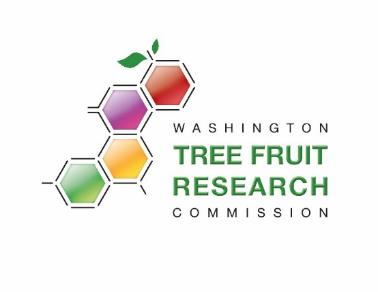 WASHINGTON
TREE FRUIT
RESEARCH
COMMISSION